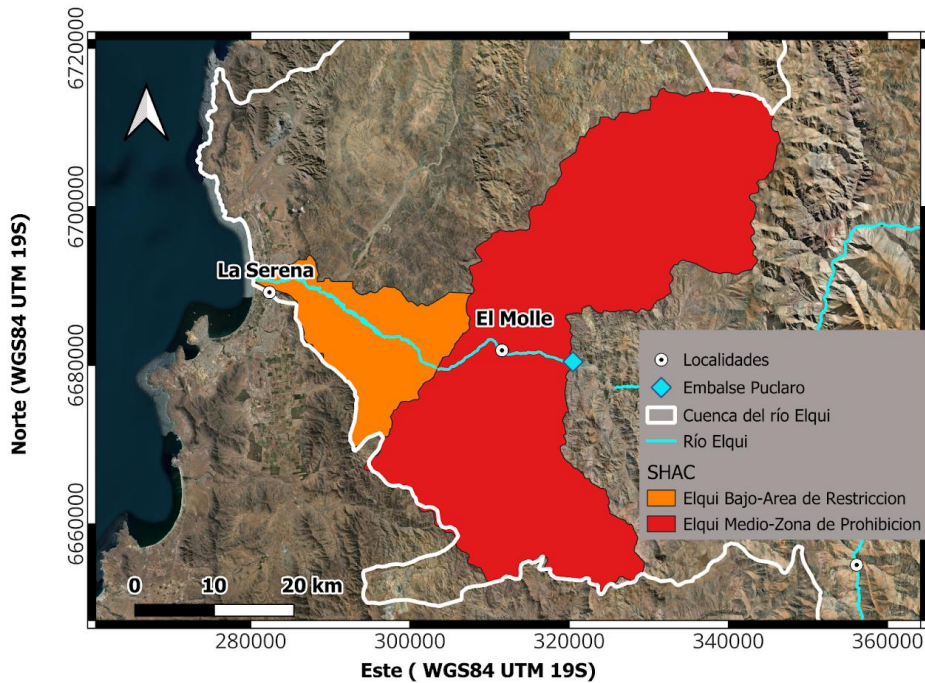 6720000
6700000
6680000
6660000
Norte (WGS84 UTM 19S)
La Serena
El Molle
Localidades
Embalse Puclaro
Cuenca del río Elqui
Río Elqui
SHAC
Elqui Bajo-Area de Restriccion
Elqui Medio-Zona de Prohibicion
0 10 20 km
280000 300000 320000 340000 360000
Este ( WGS84 UTM 19S)